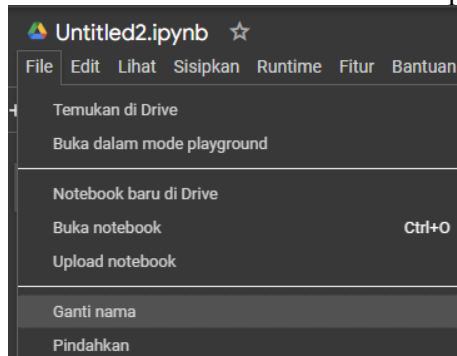 Untitled2.ipynb
File Edit Lihat Sisipkan Runtime Fitur Bantuan
Temukan di Drive
Buka dalam mode playground
Notebook baru di Drive
Buka notebook Ctrl+O
Upload notebook
Ganti nama
Pindahkan